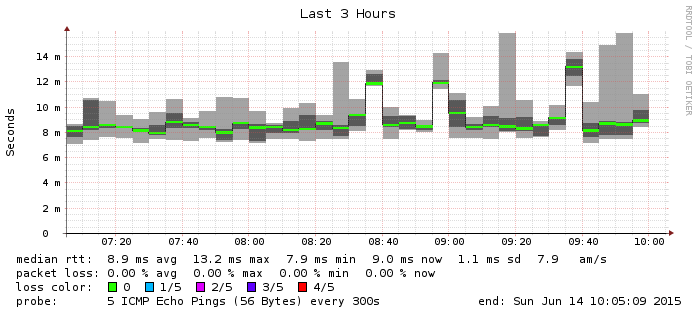 Last 3 Hours
RRDTOOL / TOBI OETIKER
Seconds
14 m
12 m
10 m
8 m
6 m
4 m
2 m
0
07:20 07:40 08:00 08:20 08:40 09:00 09:20 09:40 10:00
median rtt: 8.9 ms avg 13.2 ms max 7.9 ms min 9.0 ms now 1.1 ms sd 7.9 am/s
packet loss: 0.00 % avg 0.00 % max 0.00 % min 0.00 % now
loss color: 0 1/5 2/5 3/5 4/5
probe: 5 ICMP Echo Pings (56 Bytes) every 300s end: Sun Jun 14 10:05:09 2015